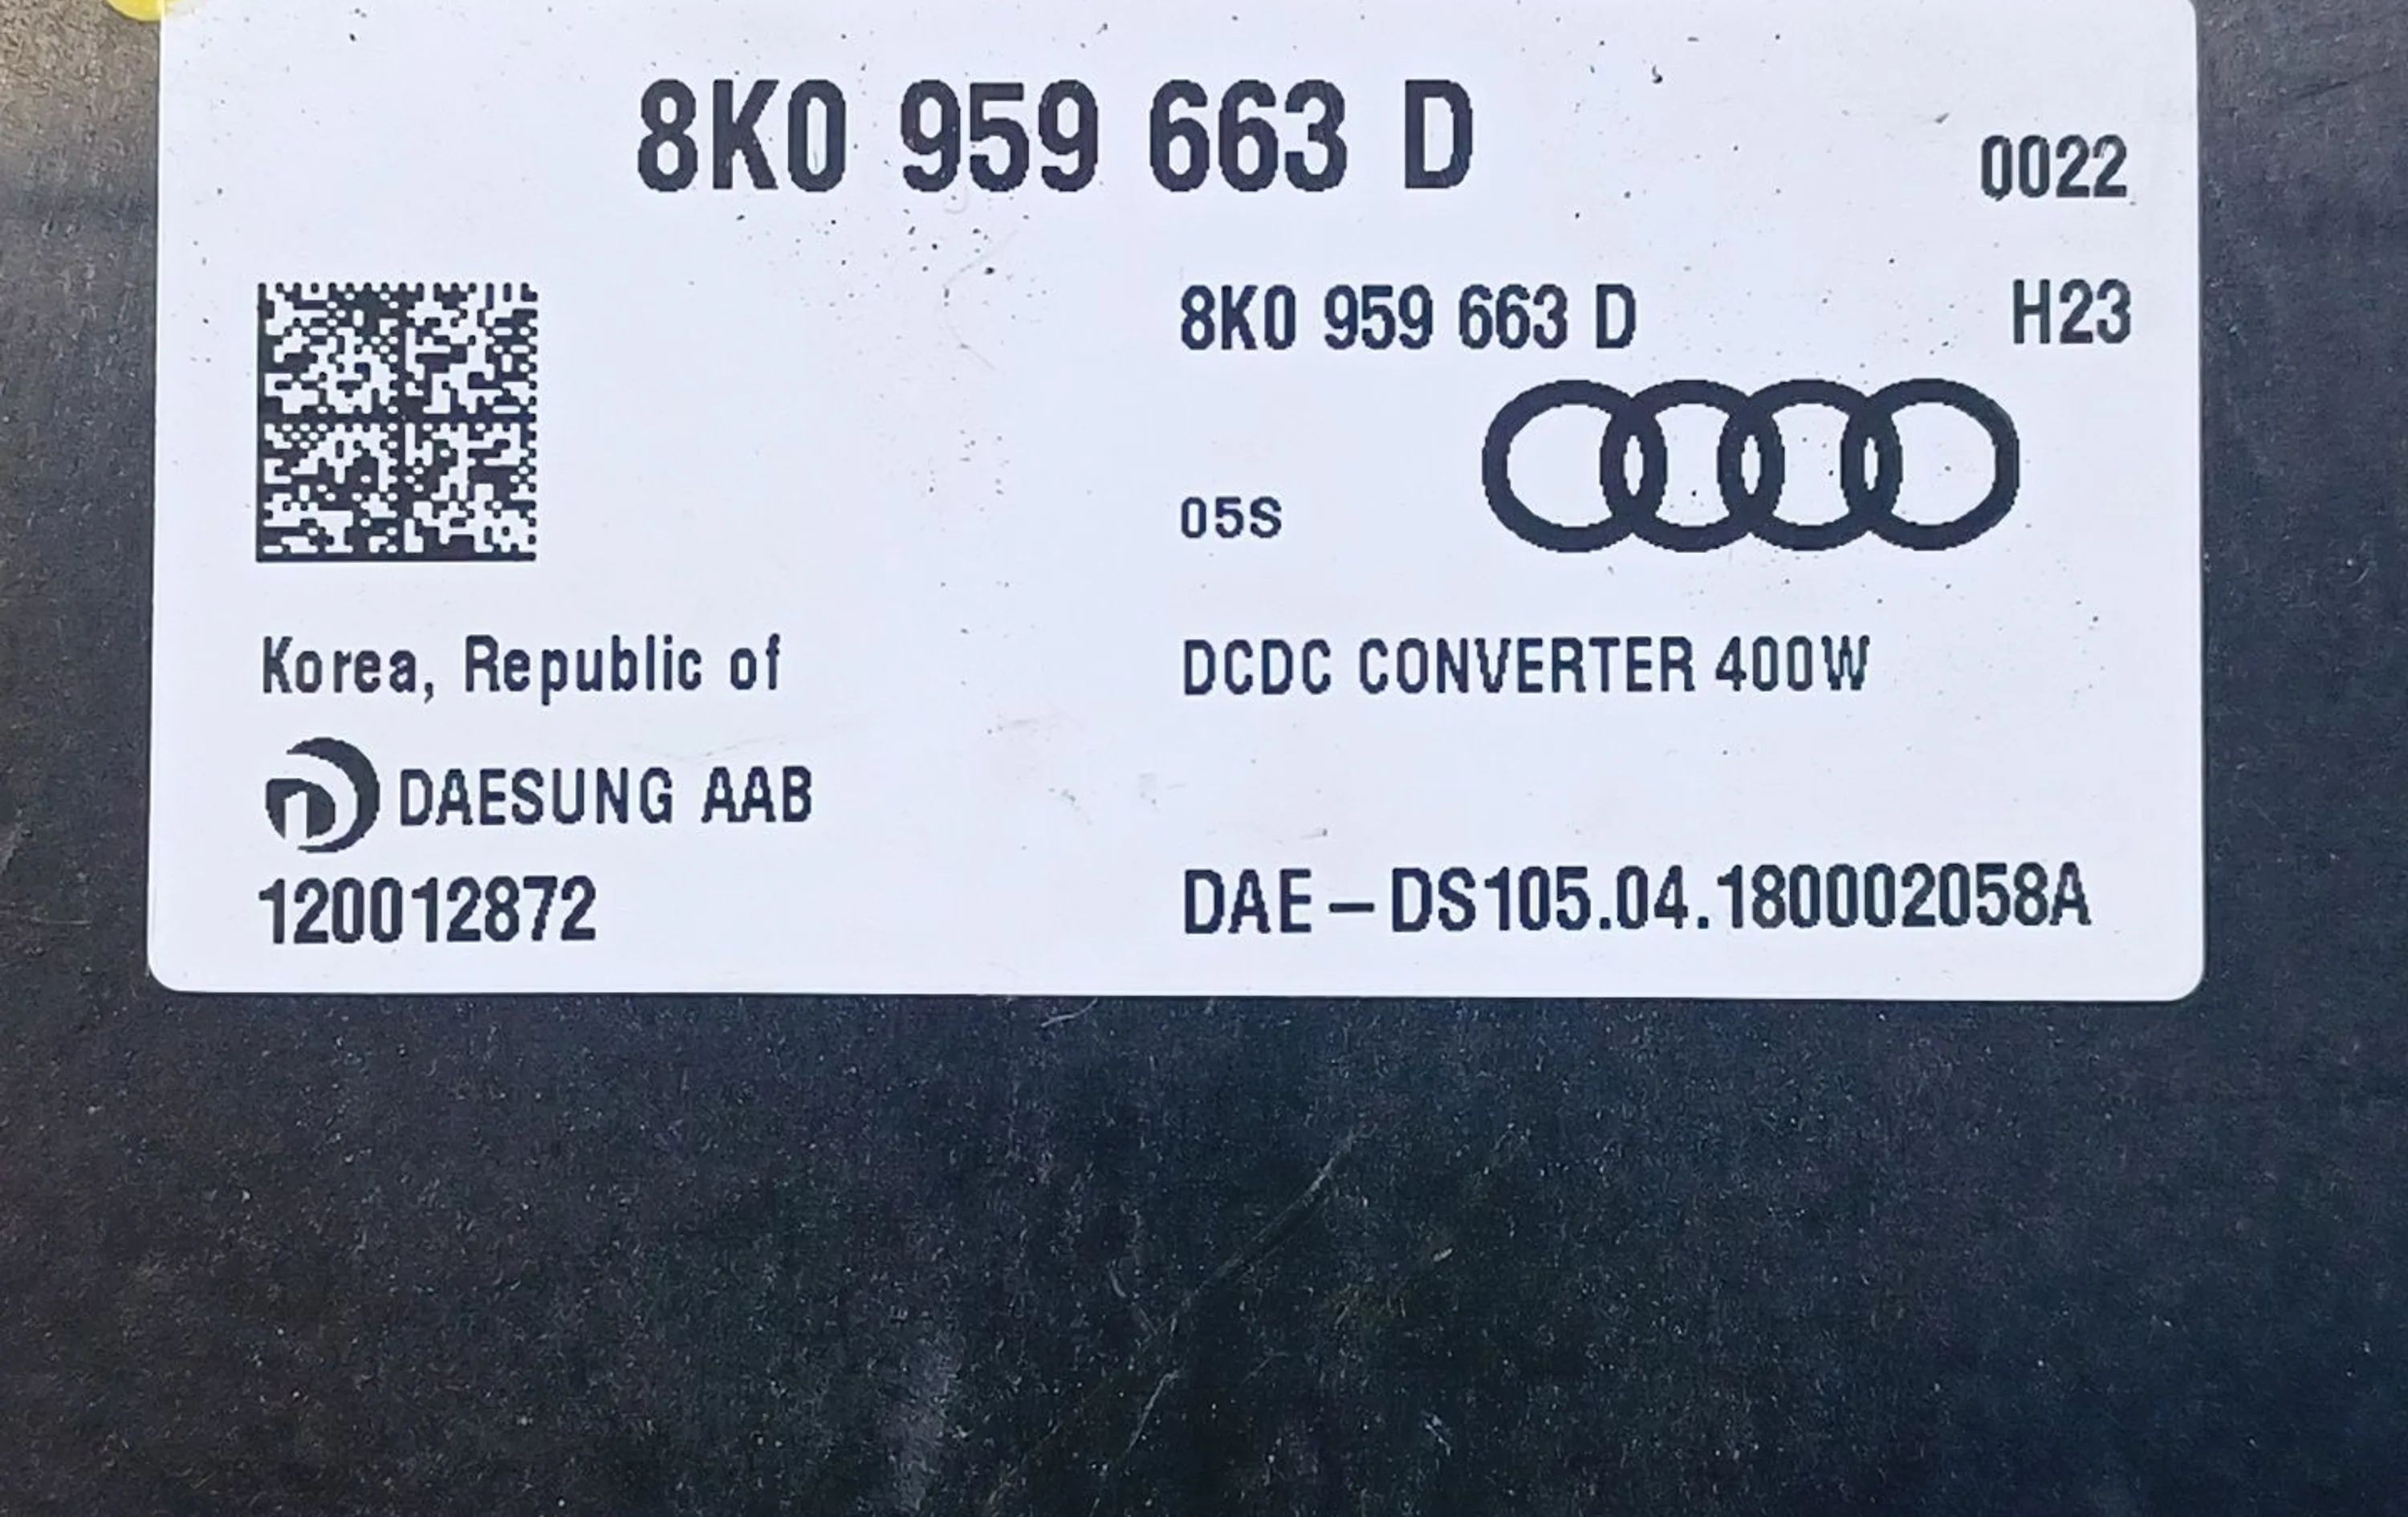 8K0 959 663 D
0022
8K0 959 663 D
H23
05S
Korea, Republic of
DCDC CONVERTER 400W
DAESUNG AAB
120012872
DAE-DS105.04.180002058A